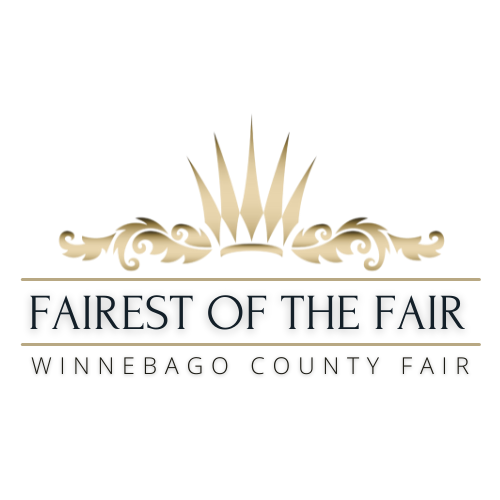 FAIREST OF THE FAIR
WINNEBAGO COUNTY FAIR